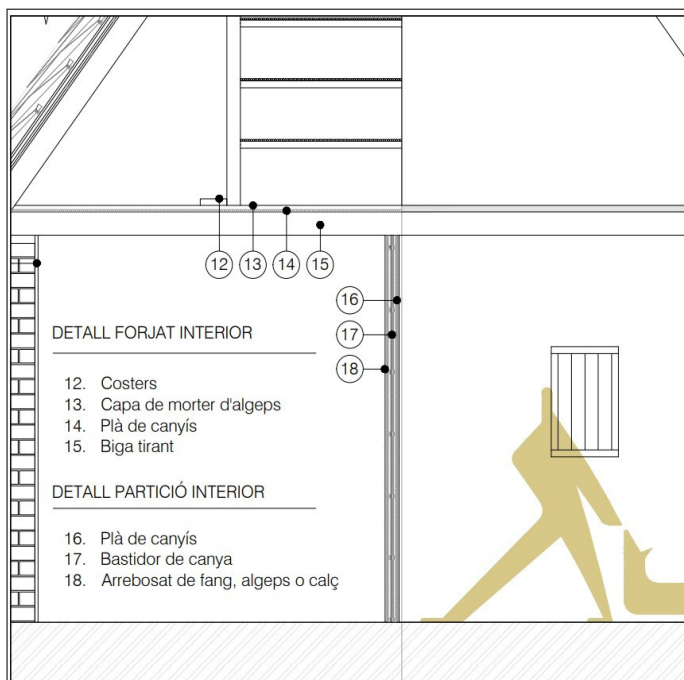 12
13
14
15
16
17
18
DETALL FORJAT INTERIOR
12. Costers
13. Capa de morter d'algeps
14. Plà de canyís
15. Biga tirant
DETALL PARTICIÓ INTERIOR
16. Plà de canyís
17. Bastidor de canya
18. Arrebosat de fang, algeps o calç